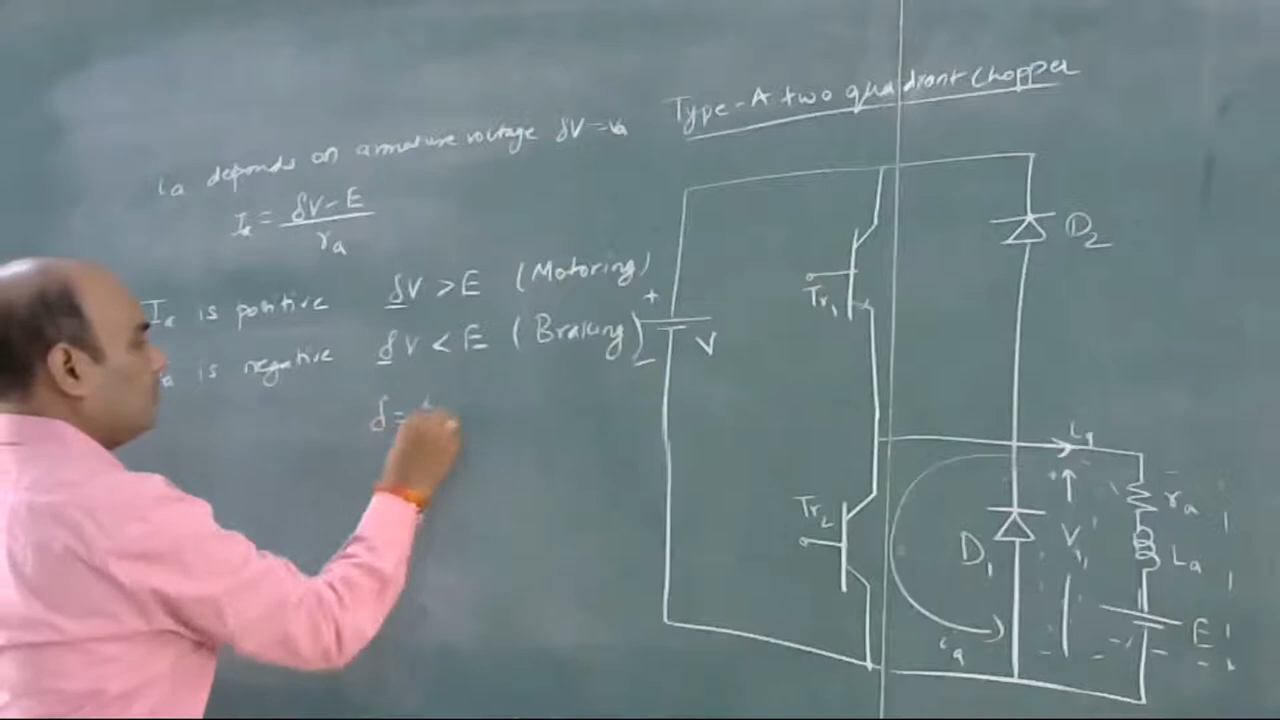 Type-A two quadrant Chopper
ia depends on armature voltage δV = Va
Ia = δV - E / ra
Ia is positive δV > E (Motoring)
a is negative δV < E (Braking)
δ =
+
V
-
Tr1
Tr2
D2
D1
ia
+
V
ra
La
E
ia